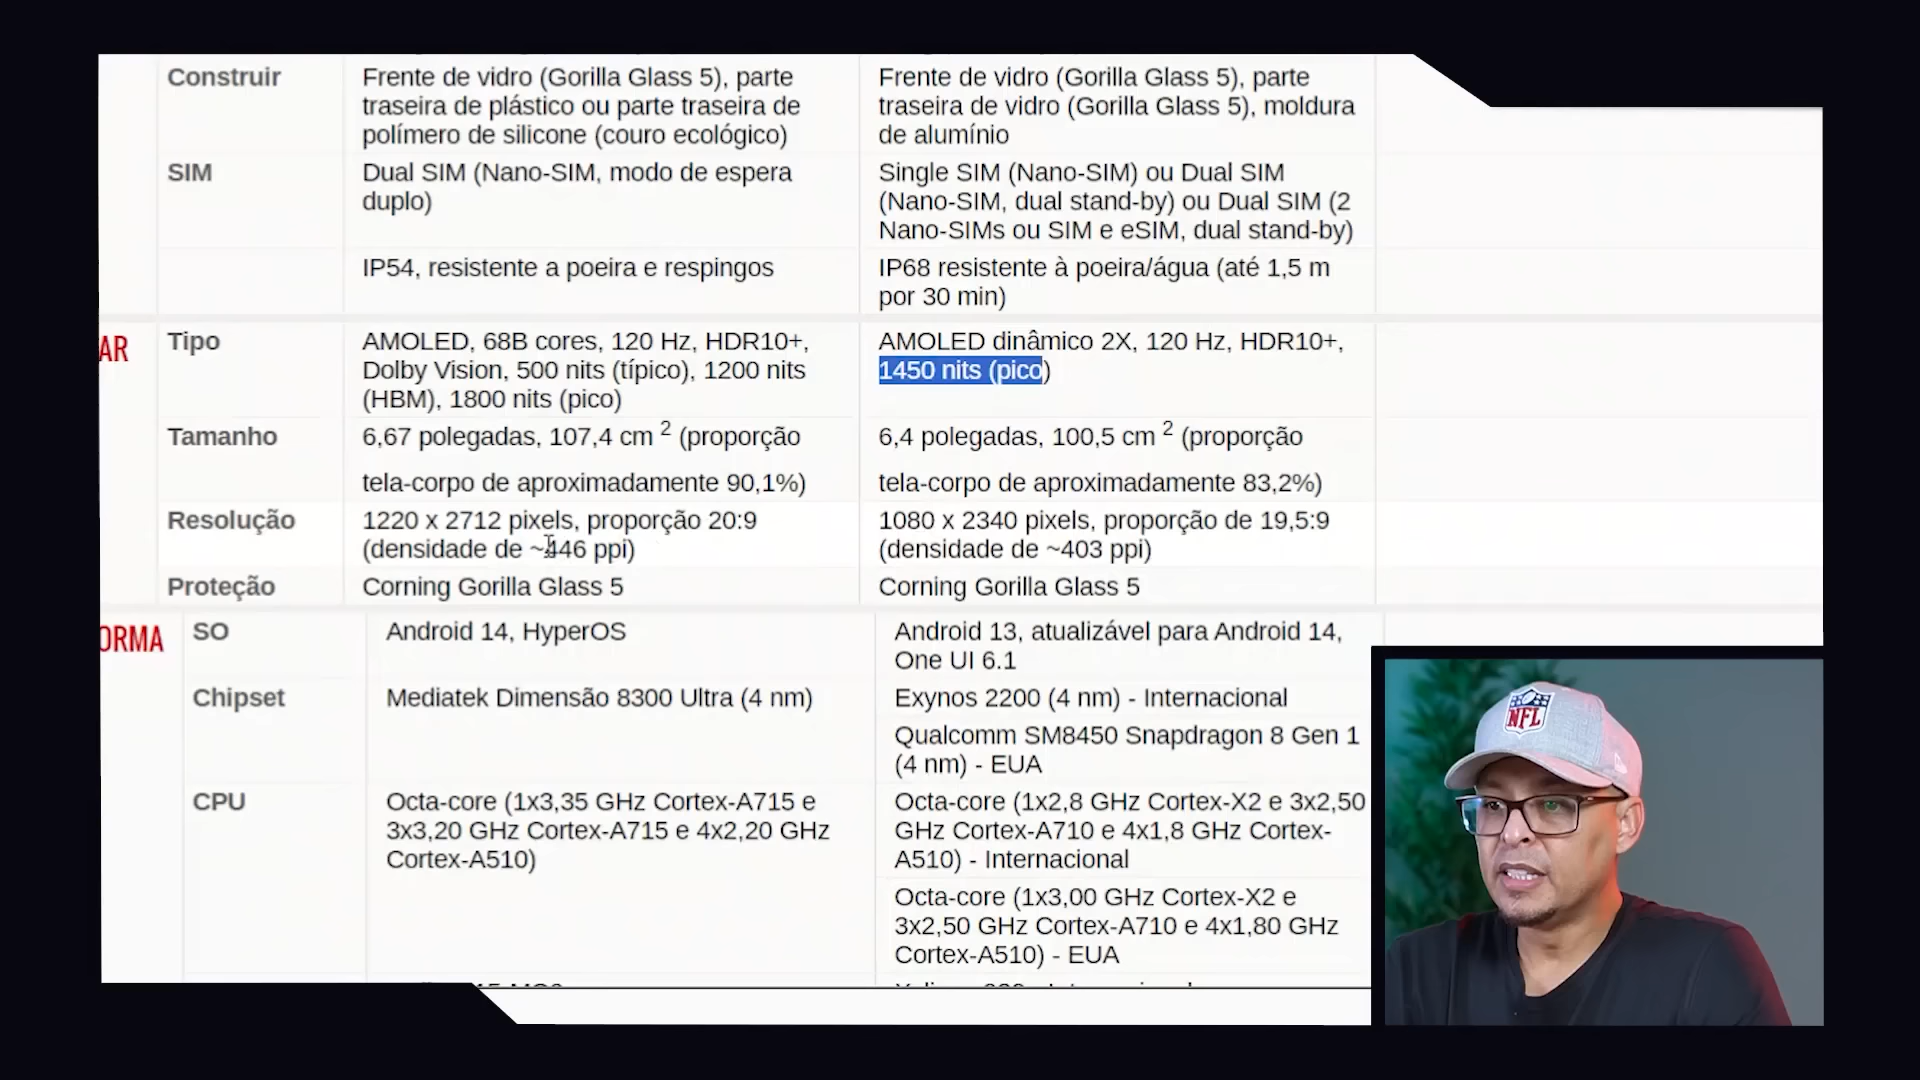 Construir
Frente de vidro (Gorilla Glass 5), parte
traseira de plástico ou parte traseira de
polímero de silicone (couro ecológico)
Frente de vidro (Gorilla Glass 5), parte
traseira de vidro (Gorilla Glass 5), moldura
de alumínio
SIM
Dual SIM (Nano-SIM, modo de espera
duplo)
Single SIM (Nano-SIM) ou Dual SIM
(Nano-SIM, dual stand-by) ou Dual SIM (2
Nano-SIMs ou SIM e eSIM, dual stand-by)
IP54, resistente a poeira e respingos
IP68 resistente à poeira/água (até 1,5 m
por 30 min)
AR
Tipo
AMOLED, 68B cores, 120 Hz, HDR10+,
Dolby Vision, 500 nits (típico), 1200 nits
(HBM), 1800 nits (pico)
AMOLED dinâmico 2X, 120 Hz, HDR10+,
1450 nits (pico)
Tamanho
6,67 polegadas, 107,4 cm 2 (proporção
tela-corpo de aproximadamente 90,1%)
6,4 polegadas, 100,5 cm 2 (proporção
tela-corpo de aproximadamente 83,2%)
Resolução
1220 x 2712 pixels, proporção 20:9
(densidade de ~446 ppi)
1080 x 2340 pixels, proporção de 19,5:9
(densidade de ~403 ppi)
Proteção
Corning Gorilla Glass 5
Corning Gorilla Glass 5
ORMA
SO
Android 14, HyperOS
Android 13, atualizável para Android 14,
One UI 6.1
Chipset
Mediatek Dimensão 8300 Ultra (4 nm)
Exynos 2200 (4 nm) - Internacional
Qualcomm SM8450 Snapdragon 8 Gen 1
(4 nm) - EUA
CPU
Octa-core (1x3,35 GHz Cortex-A715 e
3x3,20 GHz Cortex-A715 e 4x2,20 GHz
Cortex-A510)
Octa-core (1x2,8 GHz Cortex-X2 e 3x2,50
GHz Cortex-A710 e 4x1,8 GHz Cortex-
A510) - Internacional
Octa-core (1x3,00 GHz Cortex-X2 e
3x2,50 GHz Cortex-A710 e 4x1,80 GHz
Cortex-A510) - EUA
NFL